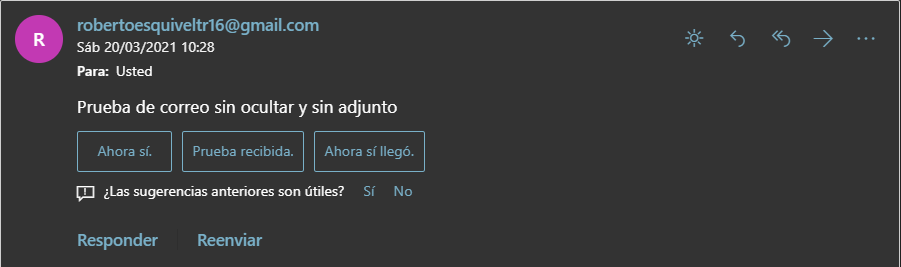 R
robertoesquiveltr16@gmail.com
Sáb 20/03/2021 10:28
Para: Usted
Prueba de correo sin ocultar y sin adjunto
Ahora sí. Prueba recibida. Ahora sí llegó.
¿Las sugerencias anteriores son útiles? Sí No
Responder Reenviar